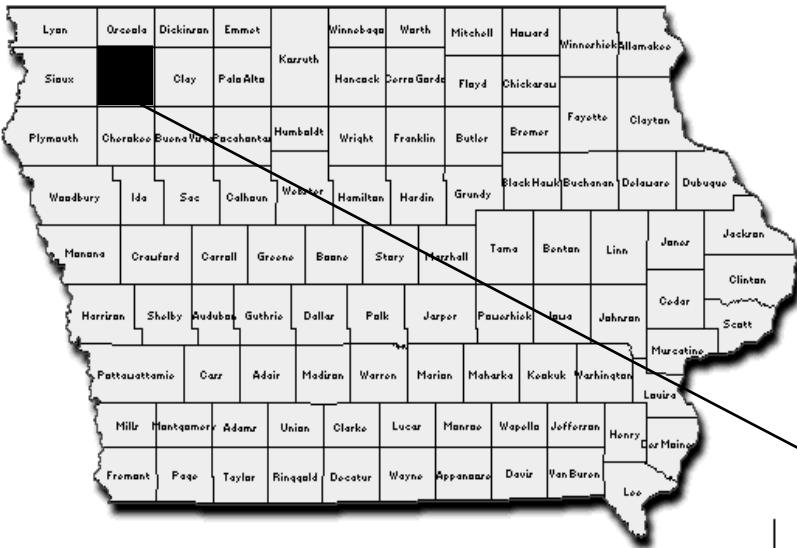 Lyon Osceola Dickinson Emmet Winnebago Worth Mitchell Howard
Kossuth Winneshiek Allamakee
Sioux Clay Palo Alto Hancock Cerro Gordo Floyd Chickasaw
Fayette Clayton
Plymouth Cherokee Buena Vista Pocahontas Humboldt Wright Franklin Butler Bremer
Woodbury Ida Sac Calhoun Webster Hamilton Hardin Grundy Black Hawk Buchanan Delaware Dubuque
Monona Crawford Carroll Greene Boone Story Marshall Tama Benton Linn Jones Jackson
Clinton
Harrison Shelby Audubon Guthrie Dallas Polk Jasper Poweshiek Iowa Johnson Cedar Scott
Muscatine
Pottawattamie Cass Adair Madison Warren Marion Mahaska Keokuk Washington
Louisa
Mills Montgomery Adams Union Clarke Lucas Monroe Wapello Jefferson Henry Des Moines
Fremont Page Taylor Ringgold Decatur Wayne Appanoose Davis Van Buren
Lee